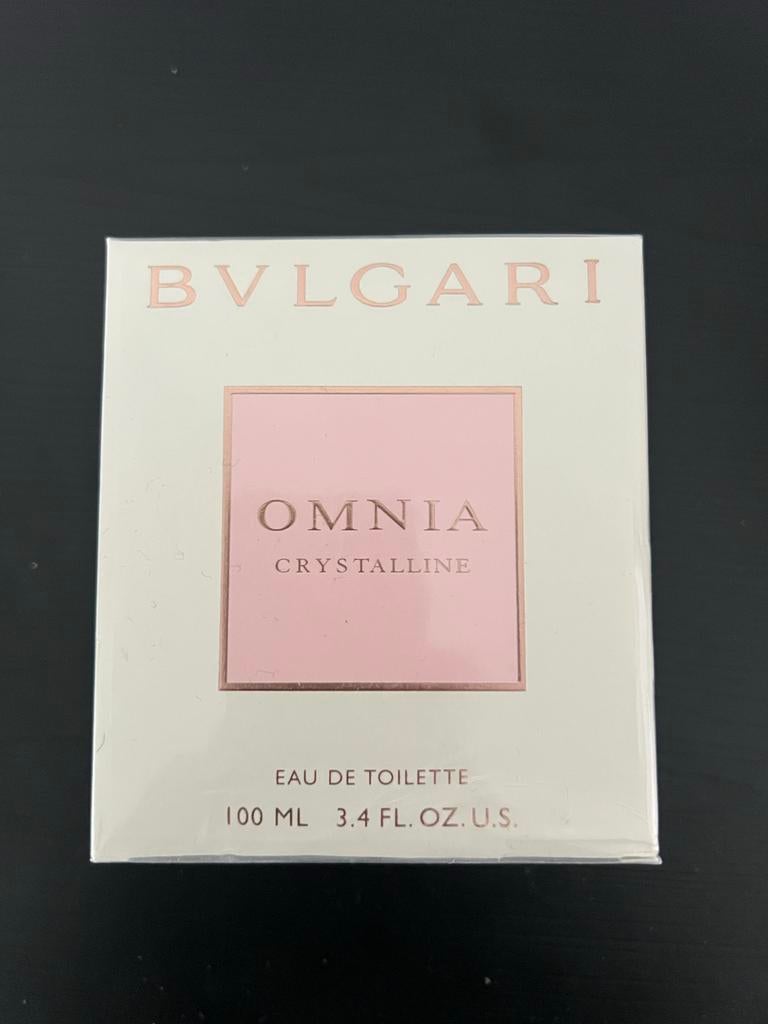 BVLGARI
OMNIA
CRYSTALLINE
EAU DE TOILETTE
100 ML 3.4 FL. OZ. U.S.